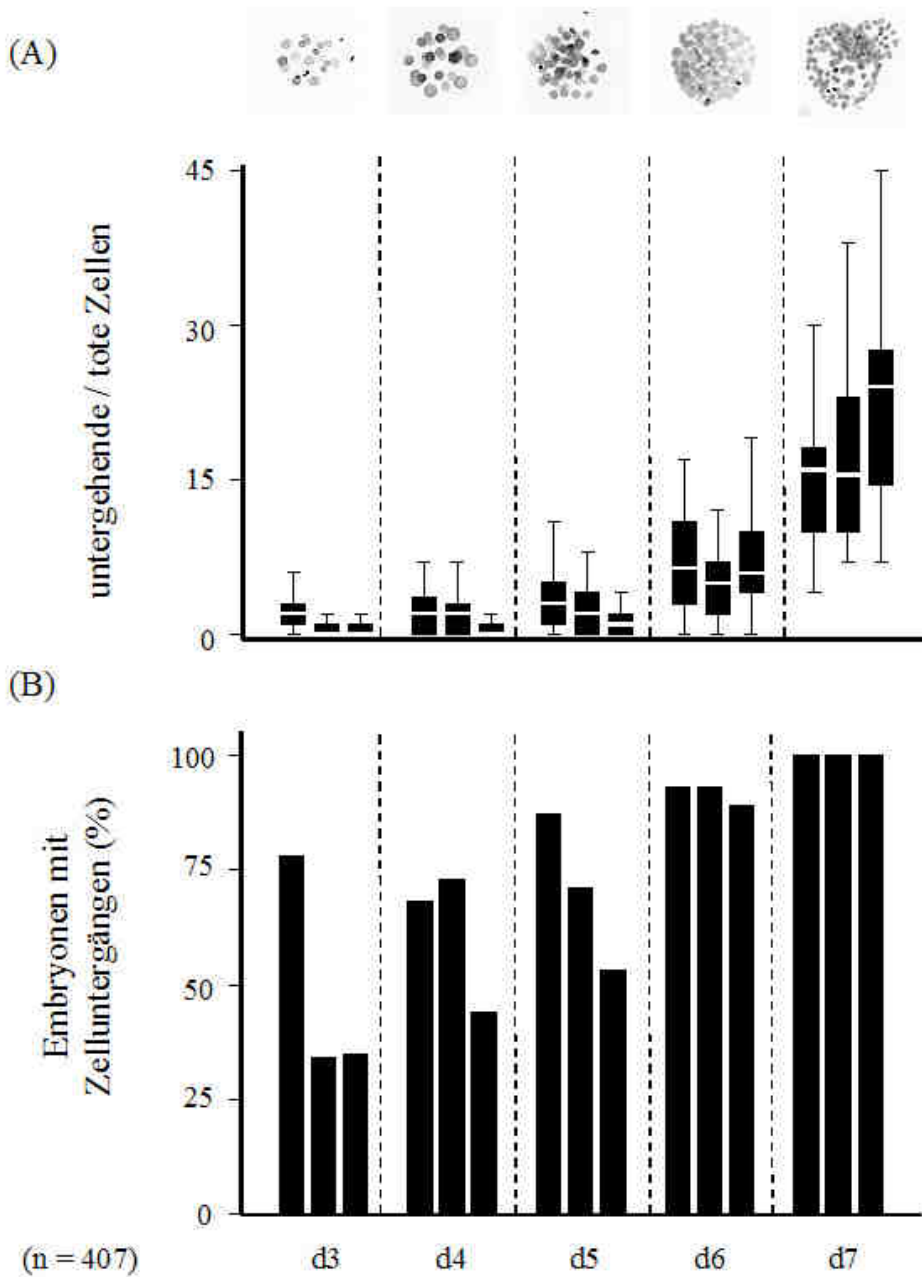 (A)
45
30
15
0
untergehende / tote Zellen
(B)
100
75
50
25
0
Embryonen mit
Zelluntergängen (%)
(n = 407)
d3
d4
d5
d6
d7